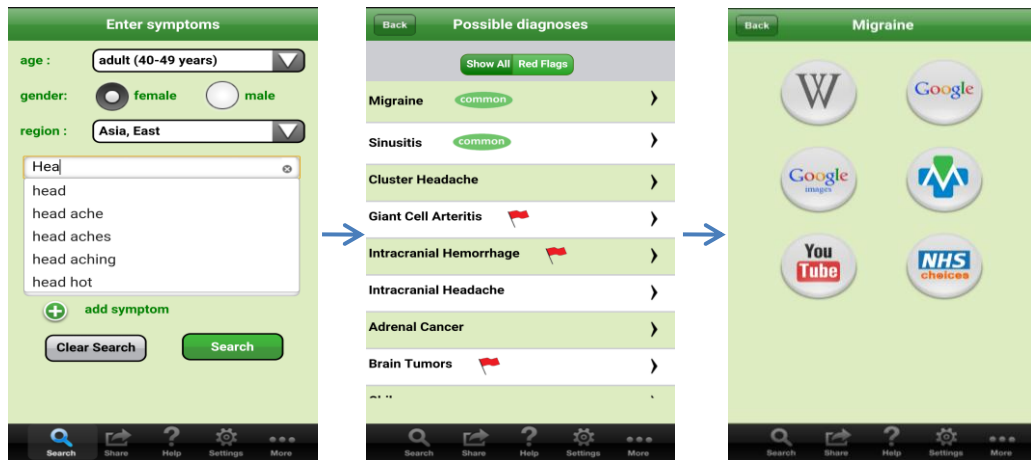 Enter symptoms
age :
adult (40-49 years)
gender:
female
male
region :
Asia, East
Hea
head
head ache
head aches
head aching
head hot
add symptom
Clear Search
Search
Search
Share
Help
Settings
More
Back
Possible diagnoses
Show All
Red Flags
Migraine
common
Sinusitis
common
Cluster Headache
Giant Cell Arteritis
Intracranial Hemorrhage
Intracranial Headache
Adrenal Cancer
Brain Tumors
Search
Share
Help
Settings
More
Back
Migraine
W
Google
Google
images
You
Tube
NHS
choices
Search
Share
Help
Settings
More